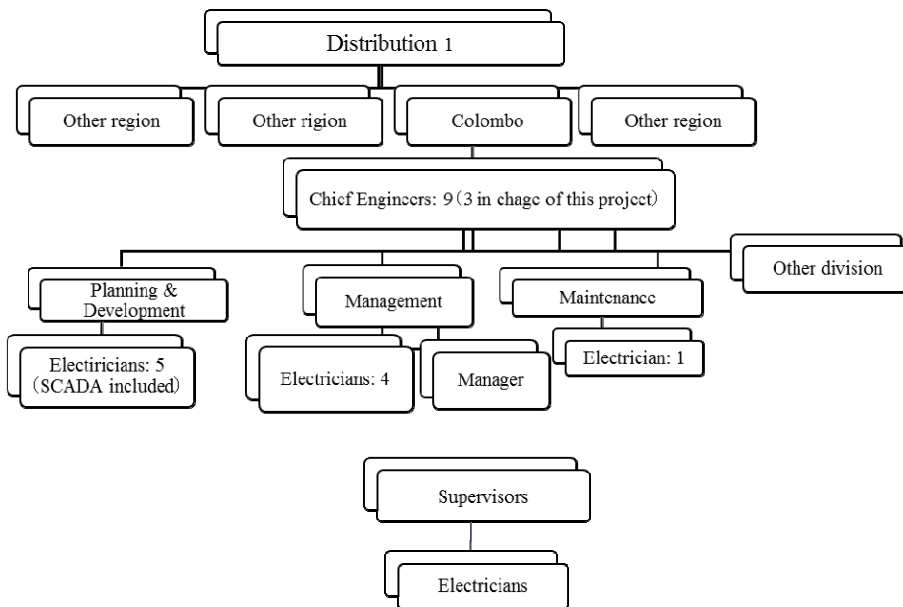 Distribution 1
Other region
Other rigion
Colombo
Other region
Chief Engineers: 9 (3 in chage of this project)
Other division
Planning &
Development
Management
Maintenance
Electiricians: 5
(SCADA included)
Electricians: 4
Manager
Electrician: 1
Supervisors
Electricians